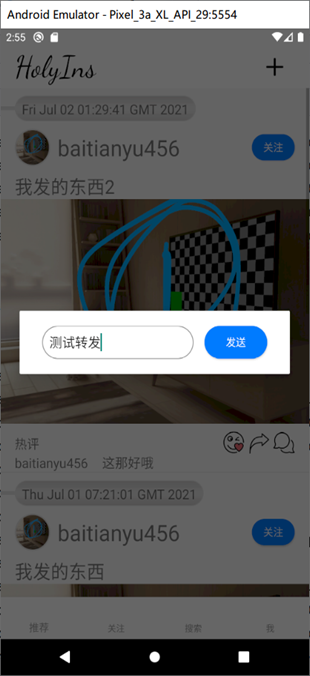 Android Emulator - Pixel_3a_XL_API_29:5554
2:55
HolyIns
Fri Jul 02 01:29:41 GMT 2021
baitianyu456 关注
我发的东西2
测试转发 发送
热评
baitianyu456 这那好哦
Thu Jul 01 07:21:01 GMT 2021
baitianyu456 关注
我发的东西
推荐 关注 搜索 我